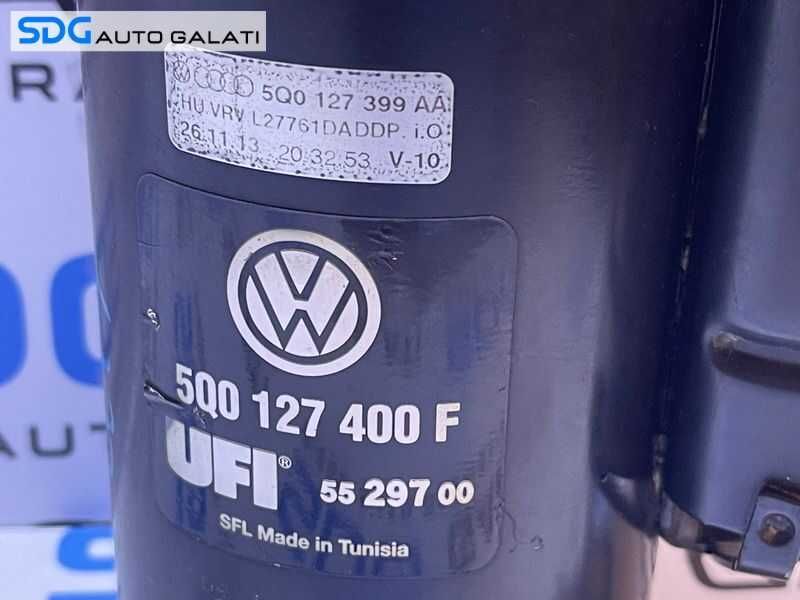 SDG AUTO GALATI
5Q0 127 399 AA
HU VRV L27761DADDP i.O
26.11.13 20:32:53 V-10
5Q0 127 400 F
UFI®
55 297 00
SFL Made in Tunisia